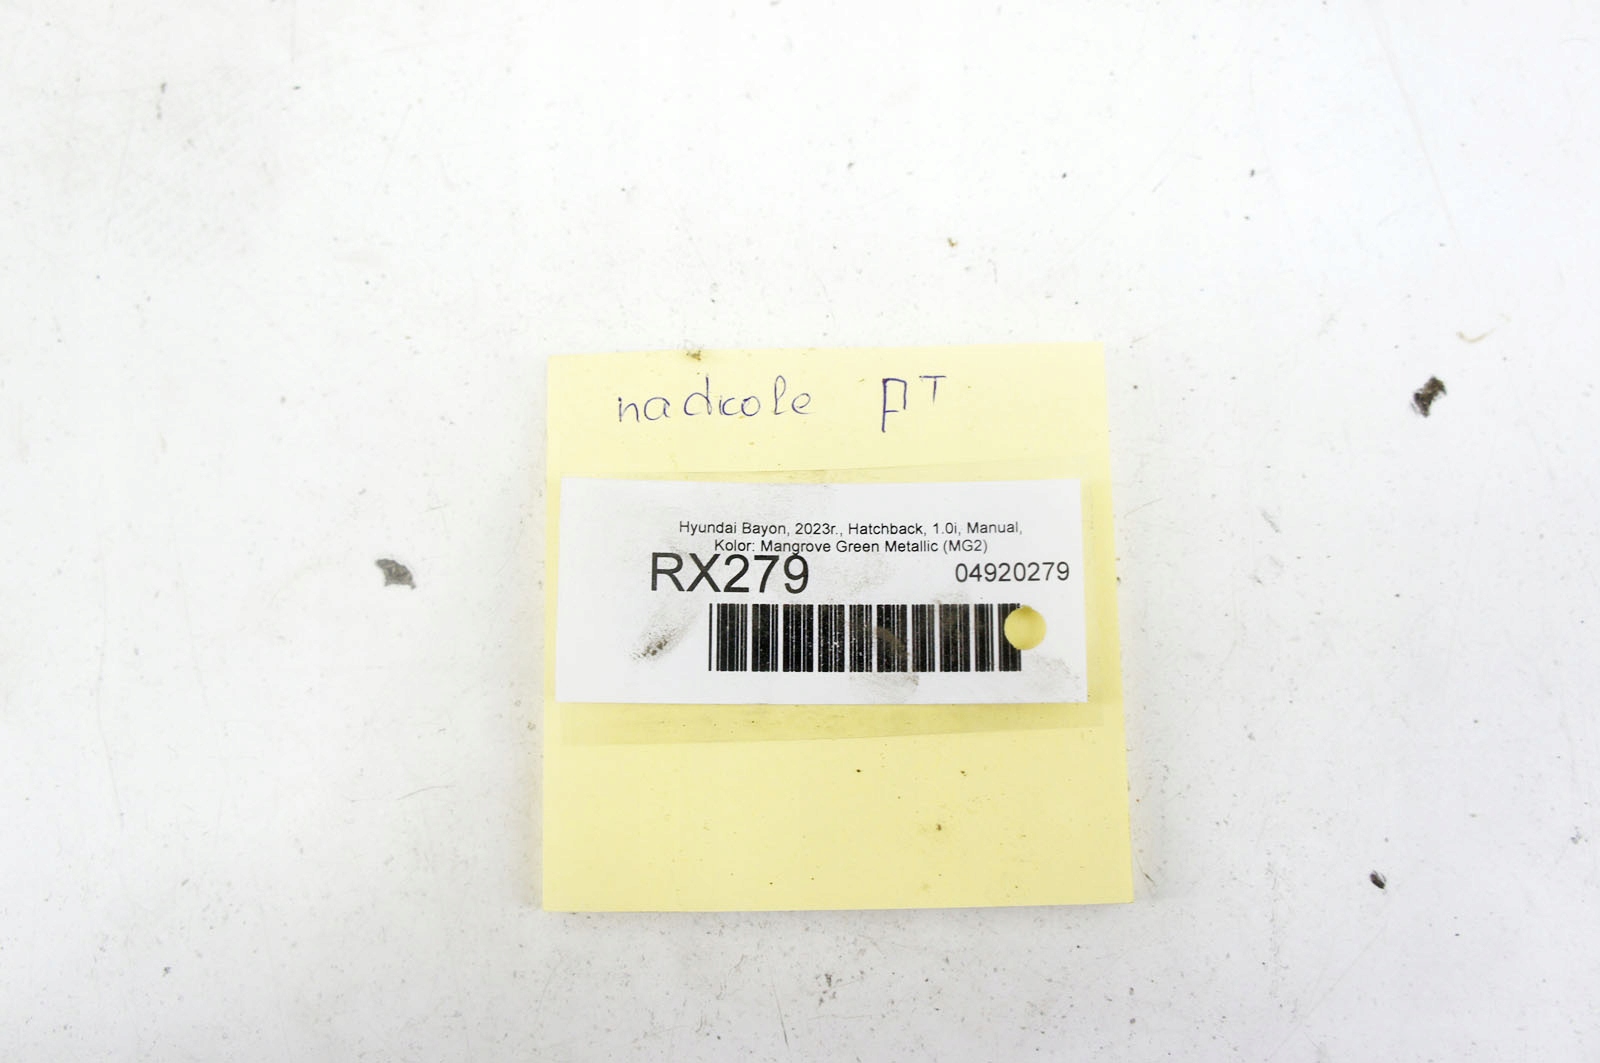 nadkole PT
Hyundai Bayon, 2023r., Hatchback, 1.0i, Manual,
Kolor: Mangrove Green Metallic (MG2)
RX279 04920279